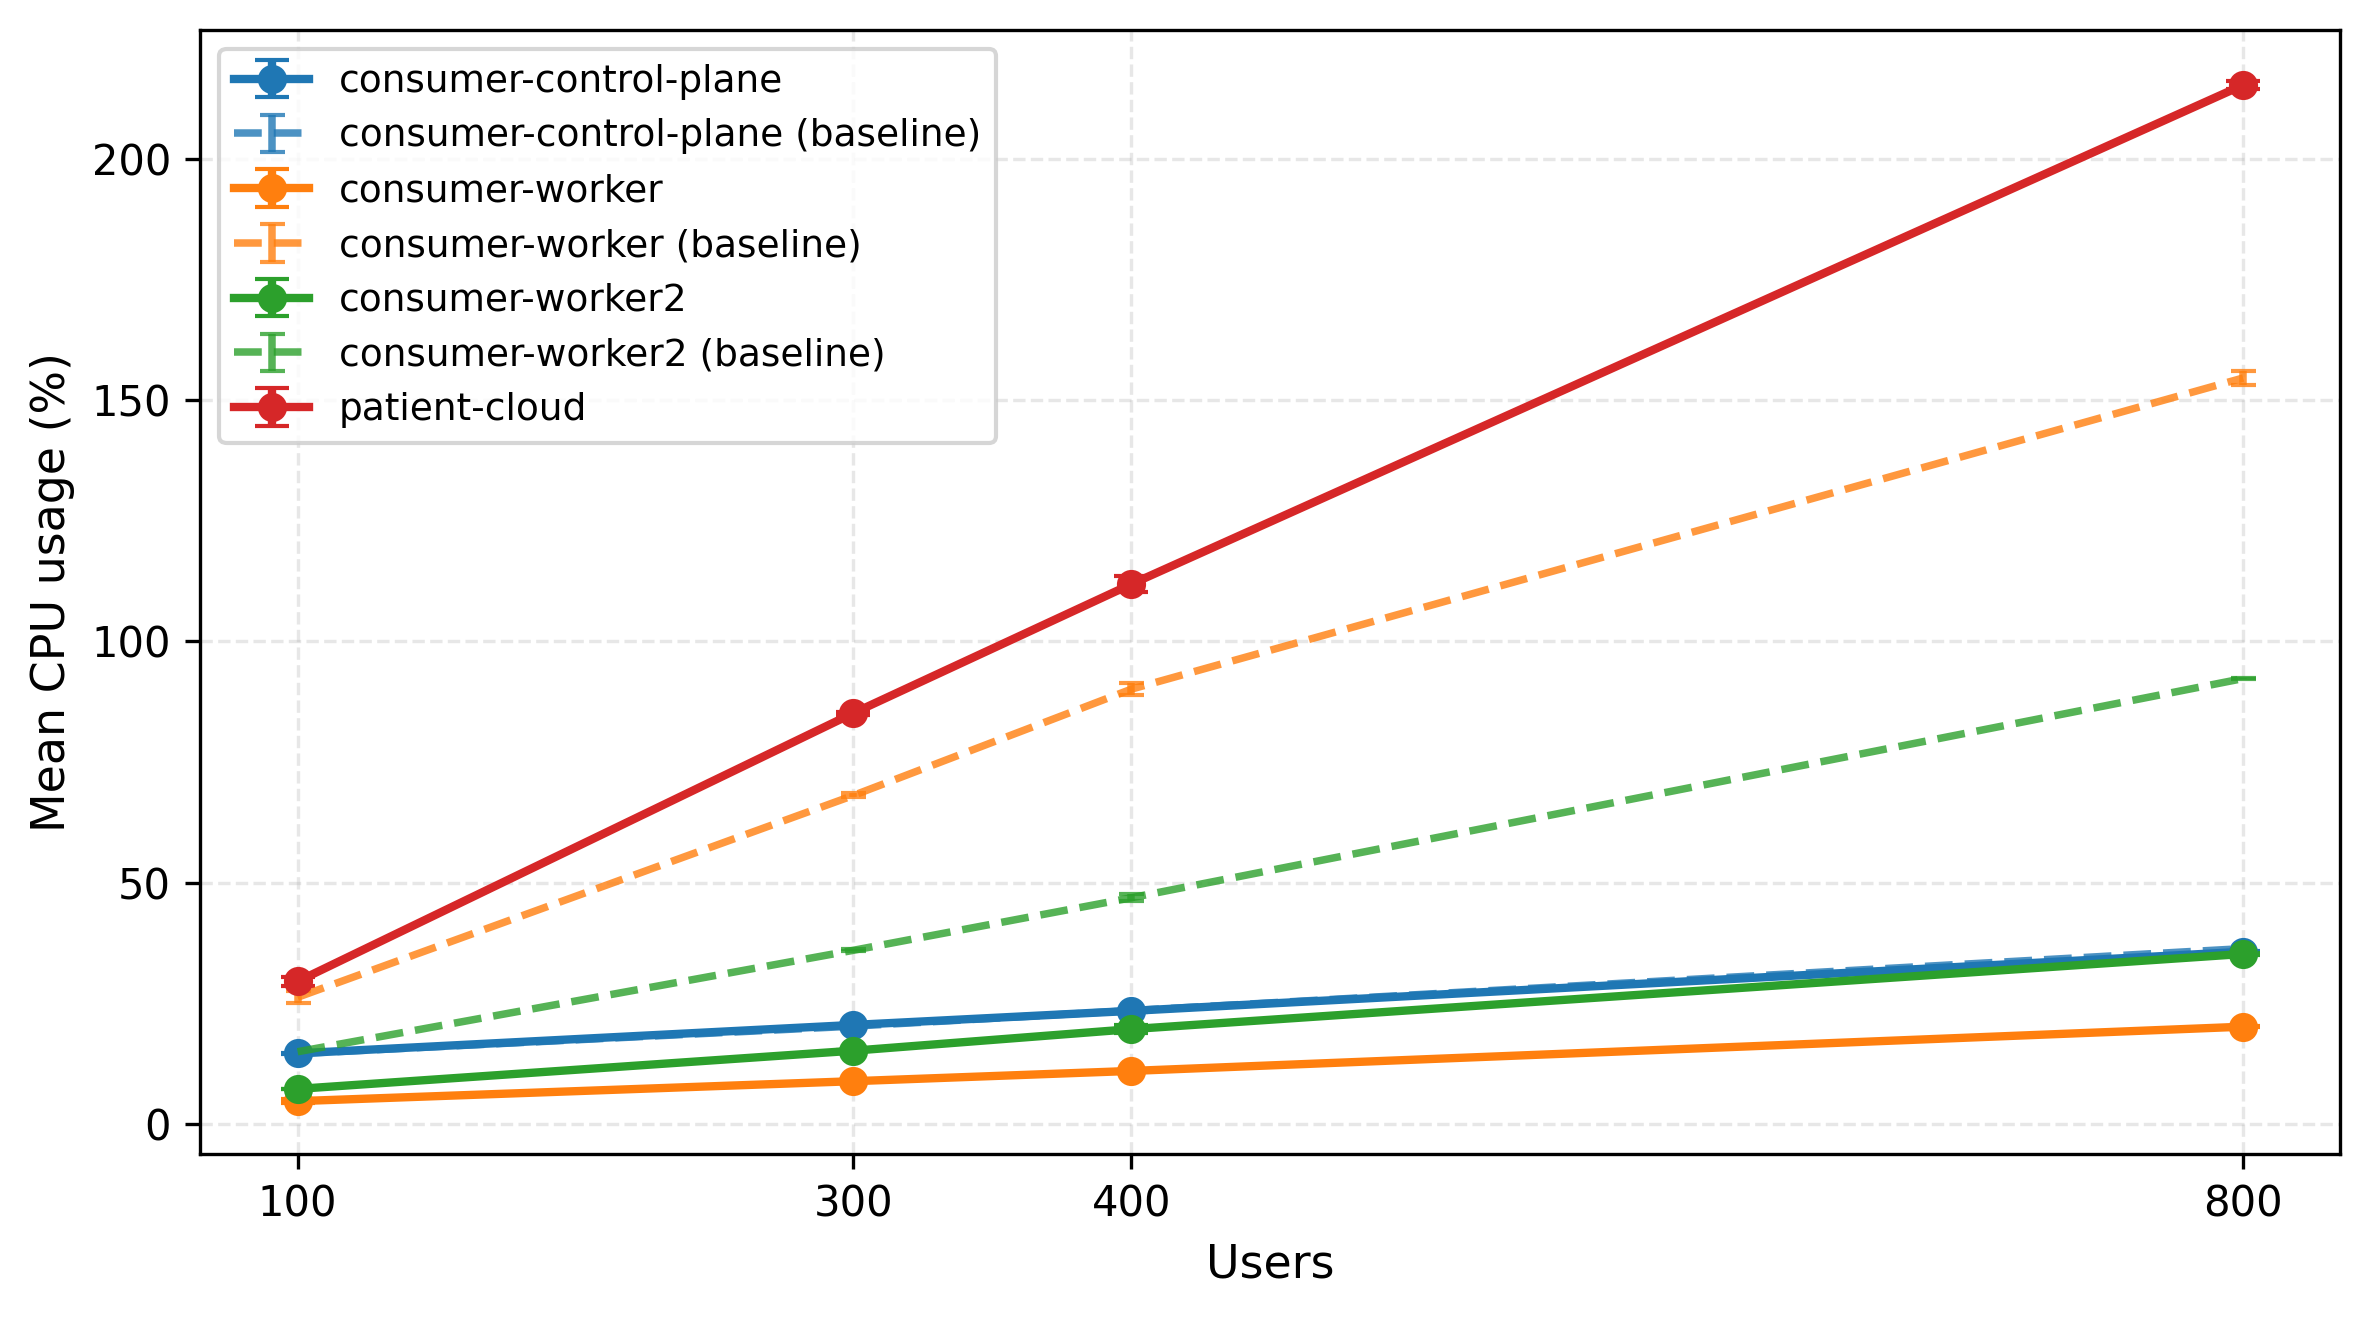 consumer-control-plane
consumer-control-plane (baseline)
consumer-worker
consumer-worker (baseline)
consumer-worker2
consumer-worker2 (baseline)
patient-cloud
Mean CPU usage (%)
200
150
100
50
0
100 300 400 800
Users